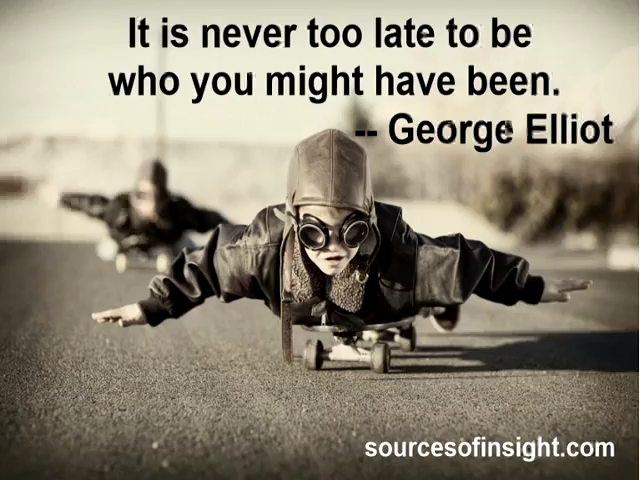 It is never too late to be
who you might have been.
-- George Elliot
sourcesofinsight.com